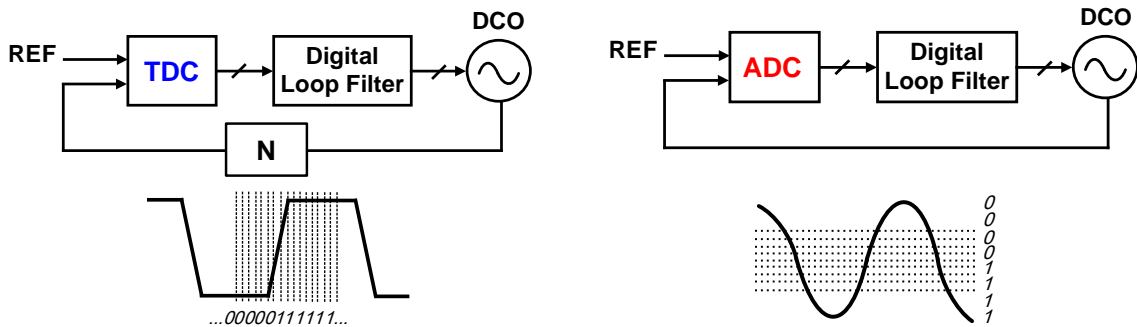 DCO
REF
TDC
Digital
Loop Filter
N
...00000111111...
DCO
REF
ADC
Digital
Loop Filter
0
0
0
0
1
1
1
1